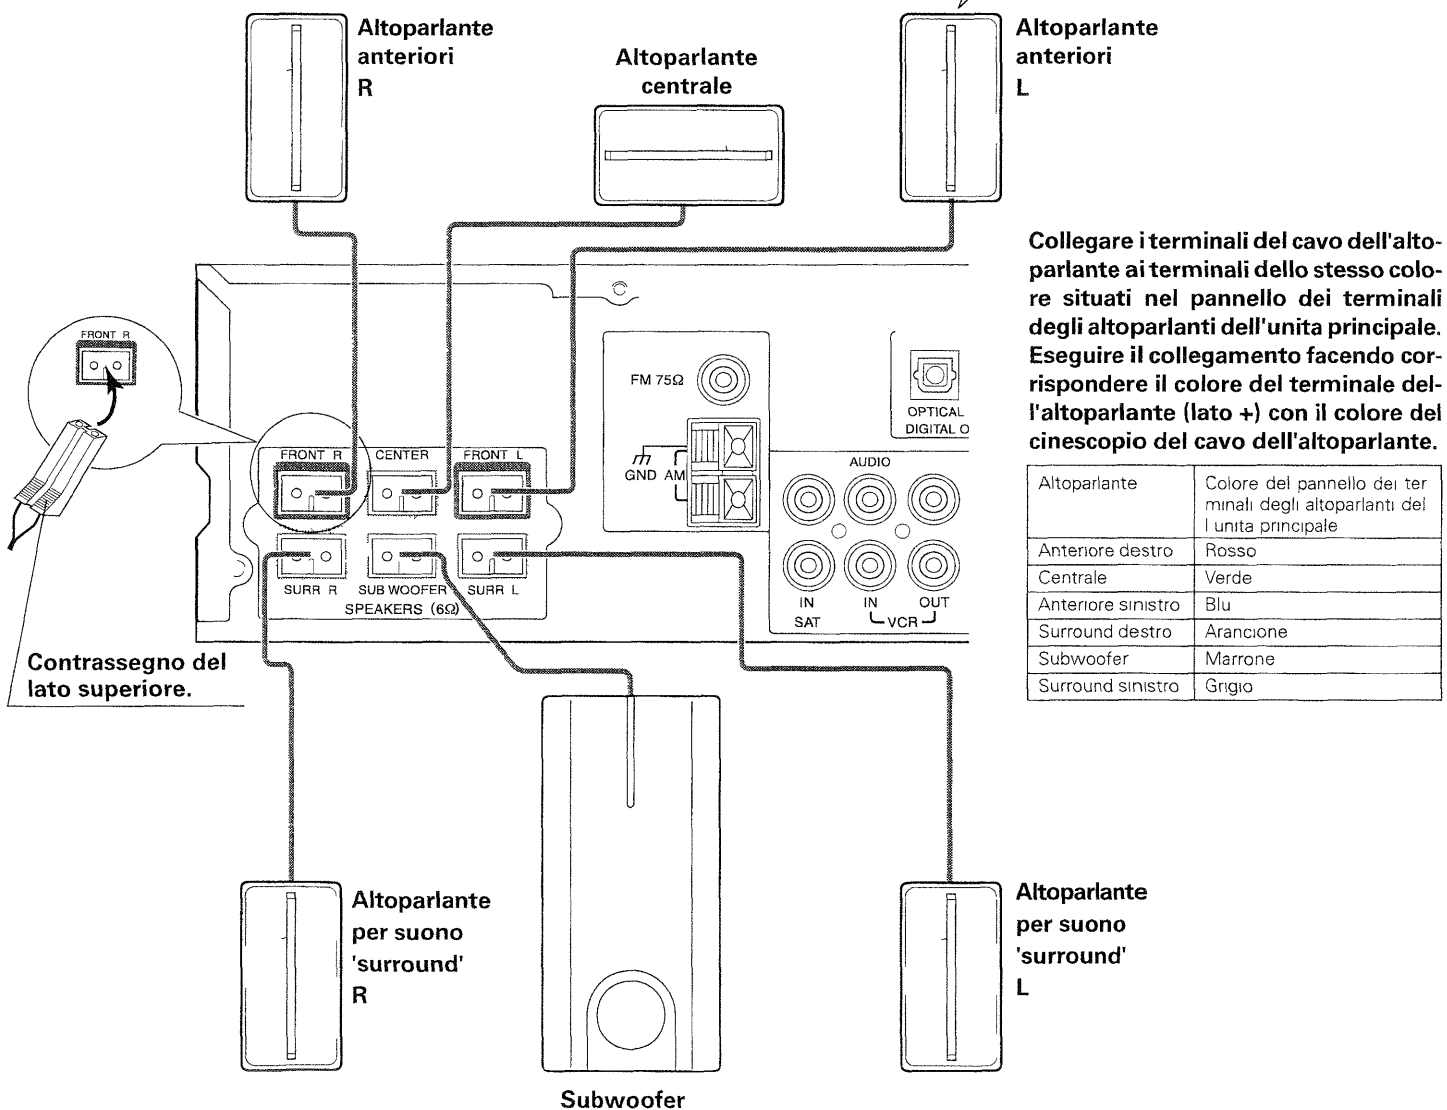 Altoparlante
anteriori
R
Altoparlante
centrale
Altoparlante
anteriori
L
Collegare i terminali del cavo dell'alto-
parlante ai terminali dello stesso colo-
re situati nel pannello dei terminali
degli altoparlanti dell'unita principale.
Eseguire il collegamento facendo cor-
rispondere il colore del terminale del-
l'altoparlante (lato +) con il colore del
cinescopio del cavo dell'altoparlante.
Altoparlante
Colore del pannello dei ter
minali degli altoparlanti del
l unita principale
Anteriore destro Rosso
Centrale Verde
Anteriore sinistro Blu
Surround destro Arancione
Subwoofer Marrone
Surround sinistro Grigio
FRONT R
FRONT R CENTER FRONT L
SURR R SUB WOOFER SURR L
SPEAKERS (6Ω)
FM 75Ω
GND AM
OPTICAL
DIGITAL O
AUDIO
IN IN OUT
SAT VCR
Contrassegno del
lato superiore.
Altoparlante
per suono
'surround'
R
Subwoofer
Altoparlante
per suono
'surround'
L